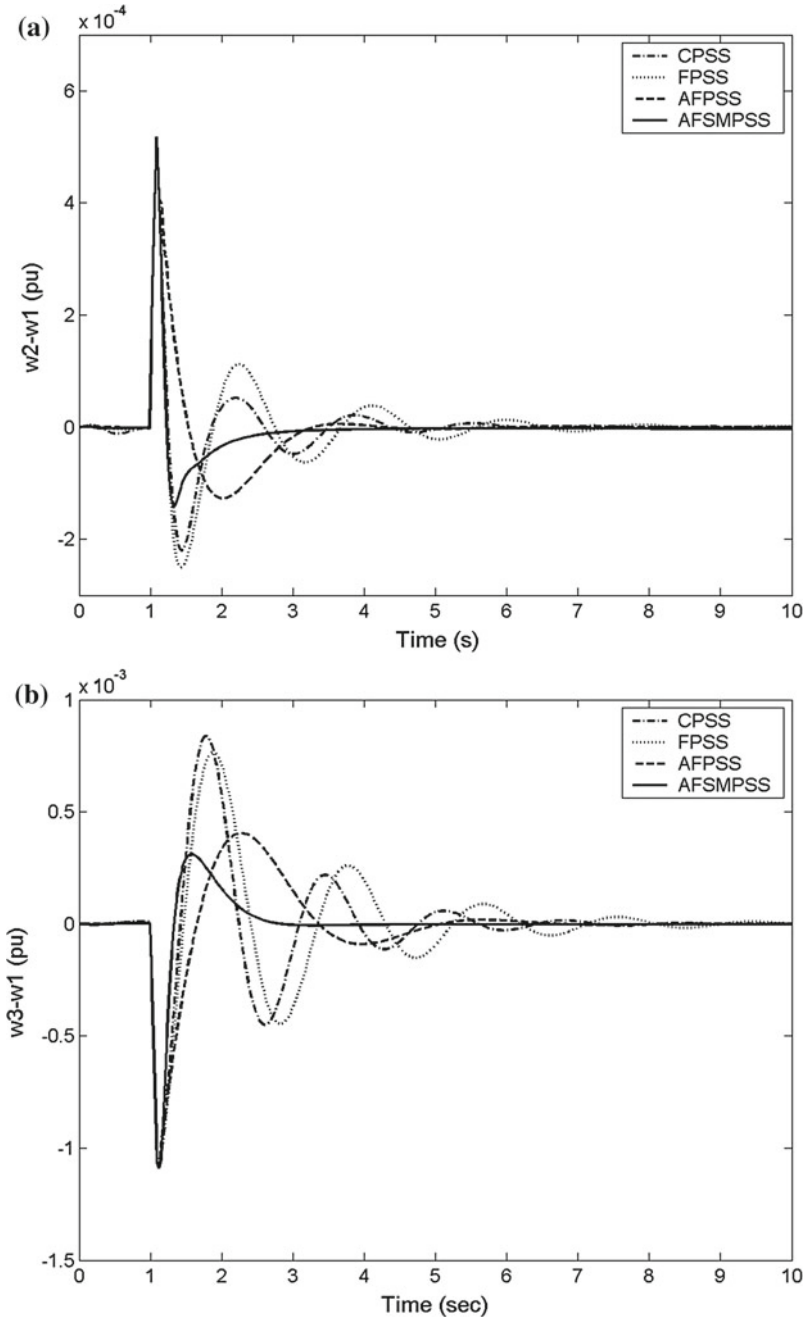 (a)
x 10-4
6
4
2
0
-2
w2-w1 (pu)
CPSS
FPSS
AFPSS
AFSMPSS
0 1 2 3 4 5 6 7 8 9 10
Time (s)
(b)
x 10-3
1
0.5
0
-0.5
-1
-1.5
w3-w1 (pu)
CPSS
FPSS
AFPSS
AFSMPSS
0 1 2 3 4 5 6 7 8 9 10
Time (sec)